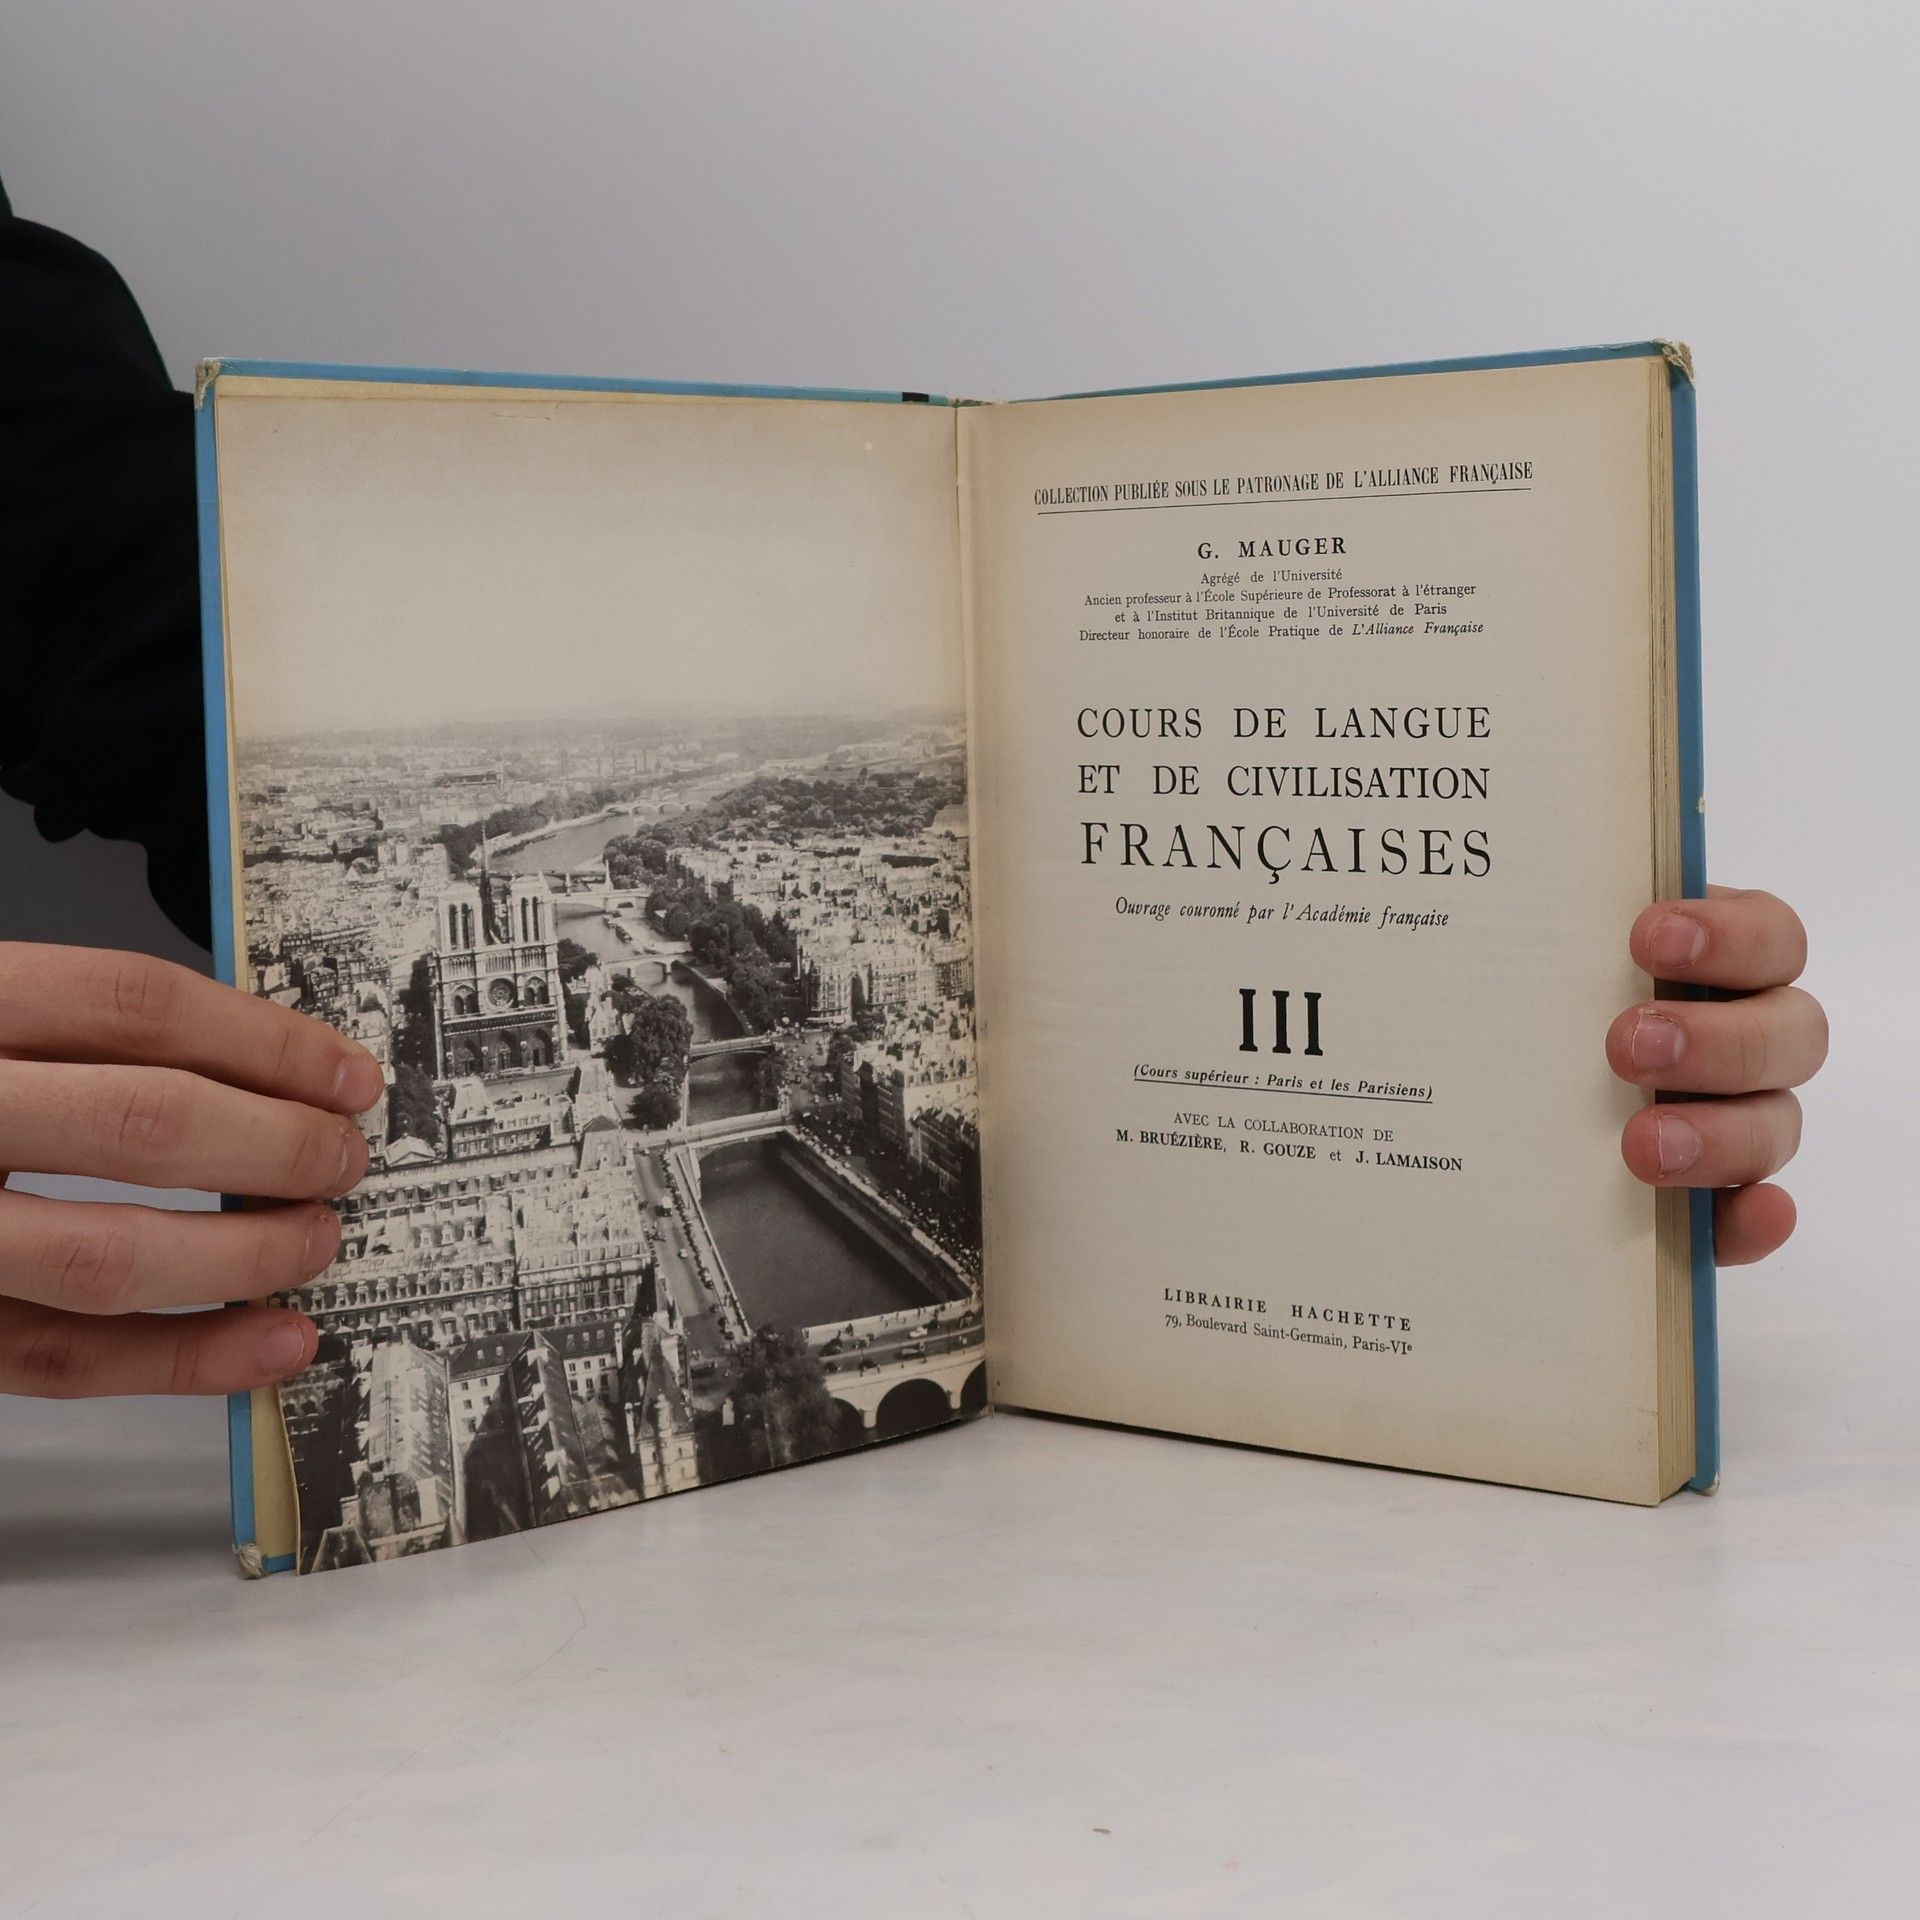 COLLECTION PUBLIÉE SOUS LE PATRONAGE DE L'ALLIANCE FRANÇAISE
G. MAUGER
Agrégé de l'Université
Ancien professeur à l'École Supérieure de Professorat à l'étranger
et à l'Institut Britannique de l'Université de Paris
Directeur honoraire de l'École Pratique de L'Alliance Française
COURS DE LANGUE
ET DE CIVILISATION
FRANÇAISES
Ouvrage couronné par l'Académie française
III
(Cours supérieur : Paris et les Parisiens)
AVEC LA COLLABORATION DE
M. BRUÉZIÈRE, R. GOUZE et J. LAMAISON
LIBRAIRIE HACHETTE
79, Boulevard Saint-Germain, Paris-VIe